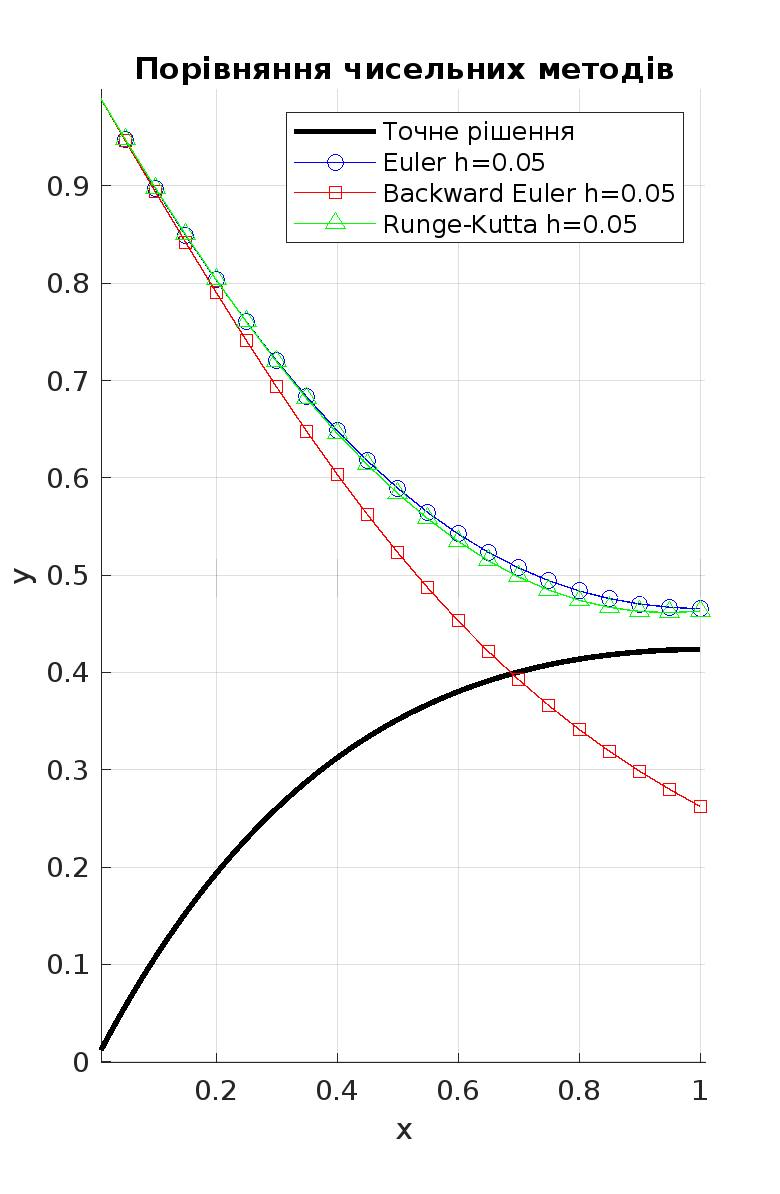 Порівняння чисельних методів
Точне рішення
Euler h=0.05
Backward Euler h=0.05
Runge-Kutta h=0.05
0.9
0.8
0.7
0.6
0.5
0.4
0.3
0.2
0.1
0
y
0.2 0.4 0.6 0.8 1
x